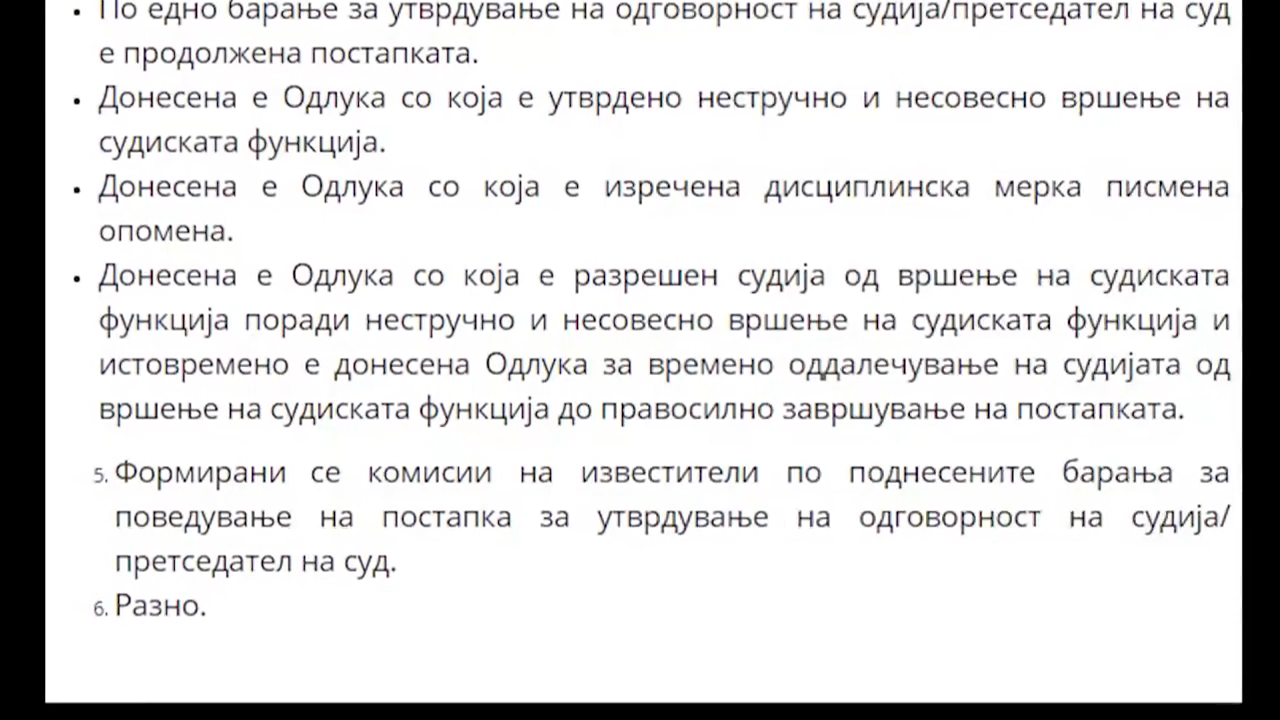 • По едно барање за утврдување на одговорност на судија/претседател на суд
е продолжена постапката.
• Донесена е Одлука со која е утврдено нестручно и несовесно вршење на
судиската функција.
• Донесена е Одлука со која е изречена дисциплинска мерка писмена
опомена.
• Донесена е Одлука со која е разрешен судија од вршење на судиската
функција поради нестручно и несовесно вршење на судиската функција и
истовремено е донесена Одлука за времено оддалечување на судијата од
вршење на судиската функција до правосилно завршување на постапката.
5. Формирани се комисии на известители по поднесените барања за
поведување на постапка за утврдување на одговорност на судија/
претседател на суд.
6. Разно.